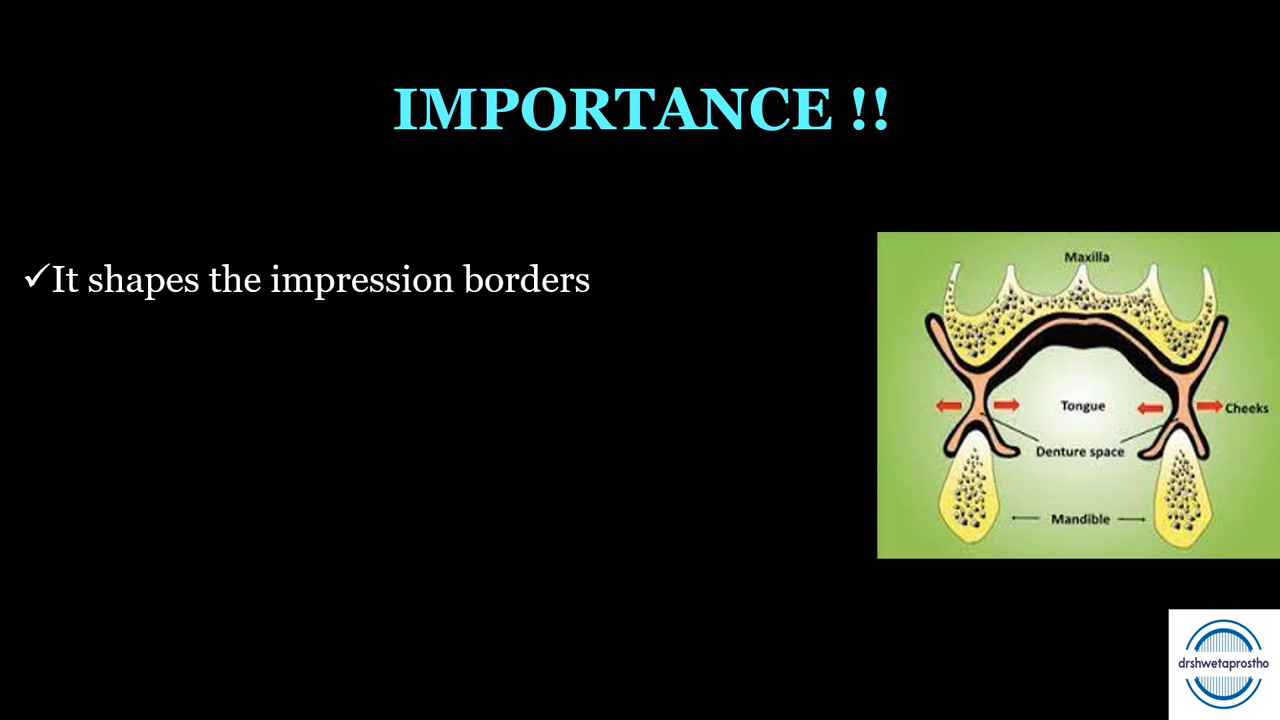 IMPORTANCE !!
✓It shapes the impression borders
Maxilla
Tongue
Cheeks
Denture space
Mandible
drshwetaprostho